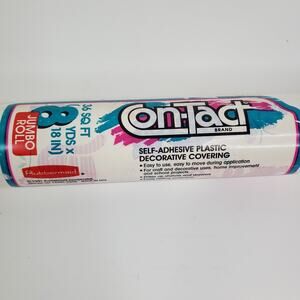 JUMBO
ROLL
8
YDS X
(18 IN)
36 SQ FT
Rubbermaid
Con-Tact
BRAND
SELF-ADHESIVE PLASTIC
DECORATIVE COVERING
• Easy to use, easy to move during application
• For craft and decorative uses, home improvement
and school projects